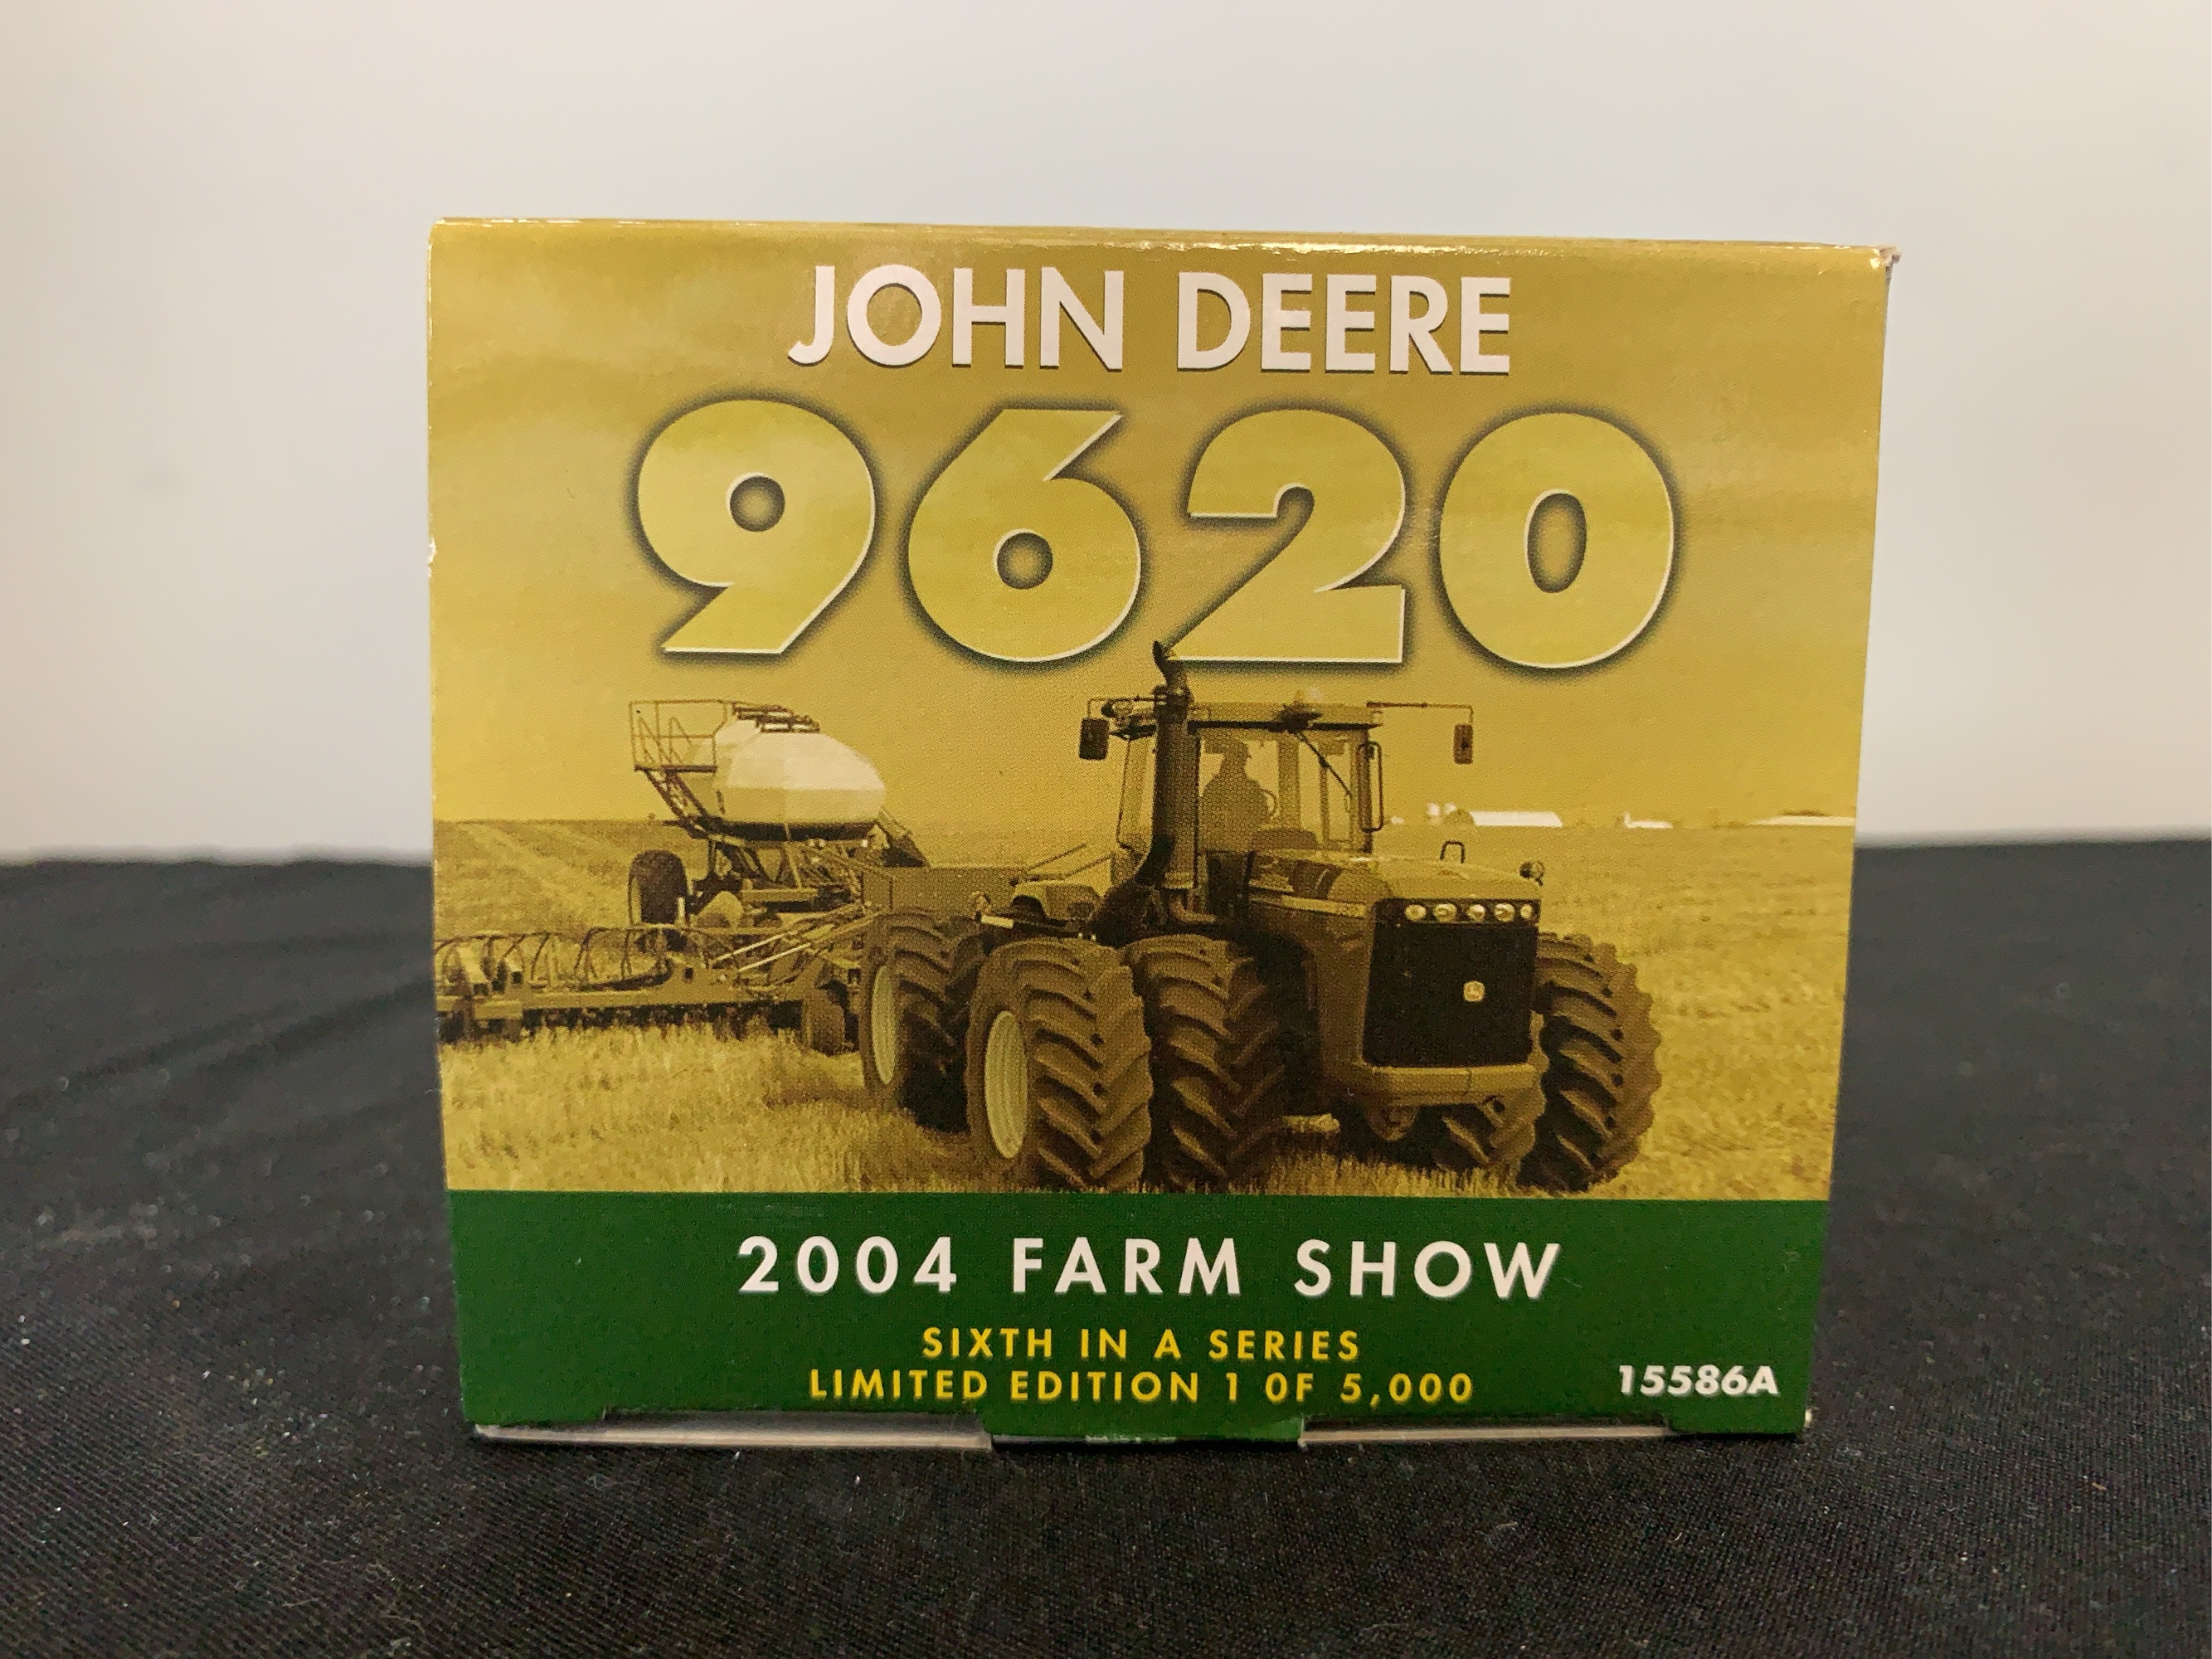 JOHN DEERE
9620
2004 FARM SHOW
SIXTH IN A SERIES
LIMITED EDITION 1 OF 5,000
15586A